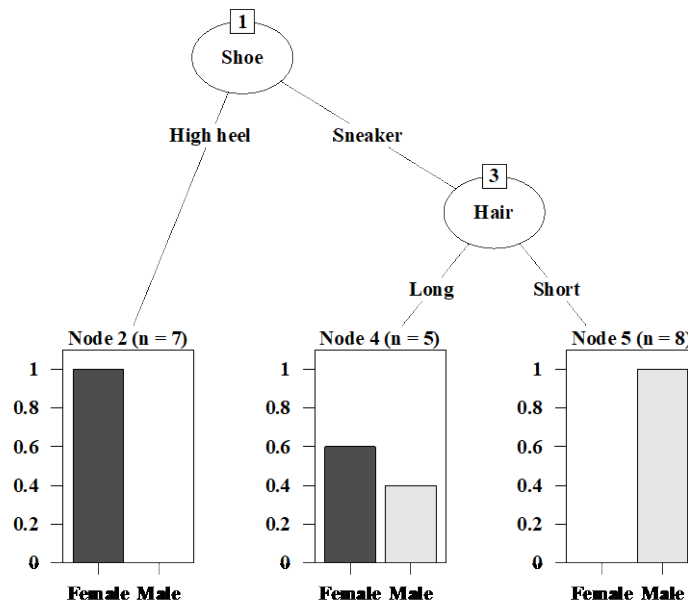 1
Shoe
High heel
Sneaker
3
Hair
Long
Short
Node 2 (n = 7)
1
0.8
0.6
0.4
0.2
0
Female Male
Node 4 (n = 5)
1
0.8
0.6
0.4
0.2
0
Female Male
Node 5 (n = 8)
1
0.8
0.6
0.4
0.2
0
Female Male